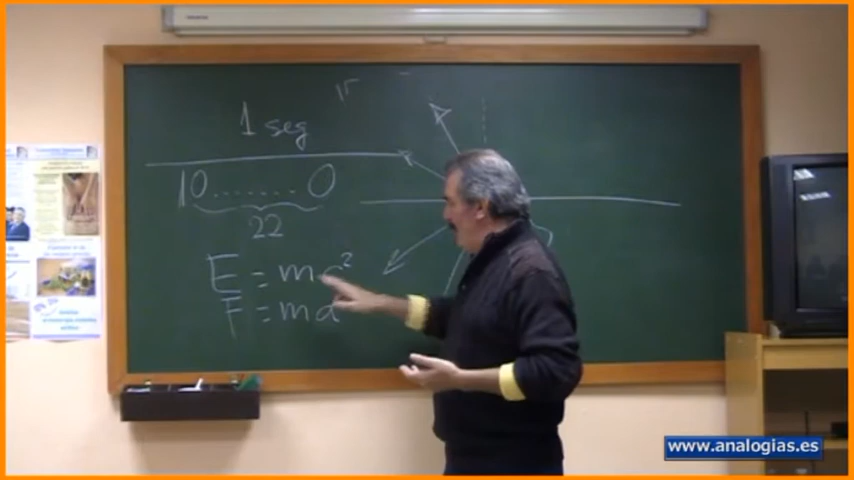 1 seg
10.......0
22
E = mc²
F = ma
www.analogias.es